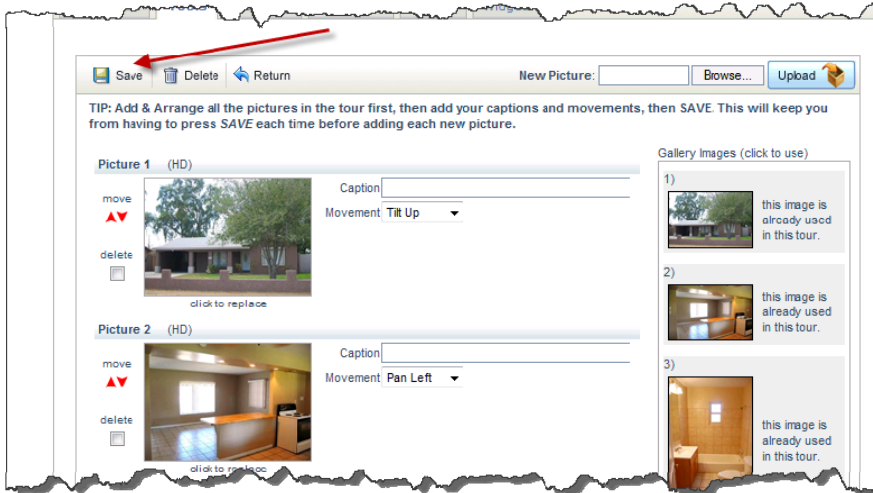 Save Delete Return New Picture: Browse... Upload
TIP: Add & Arrange all the pictures in the tour first, then add your captions and movements, then SAVE. This will keep you
from having to press SAVE each time before adding each new picture.
Gallery Images (click to use)
Picture 1 (HD)
1)
move
Caption
Movement Tilt Up
this image is
already used
in this tour.
delete
click to replace
2)
this image is
already used
in this tour.
Picture 2 (HD)
move
Caption
Movement Pan Left
3)
delete
this image is
already used
in this tour.
click to replace